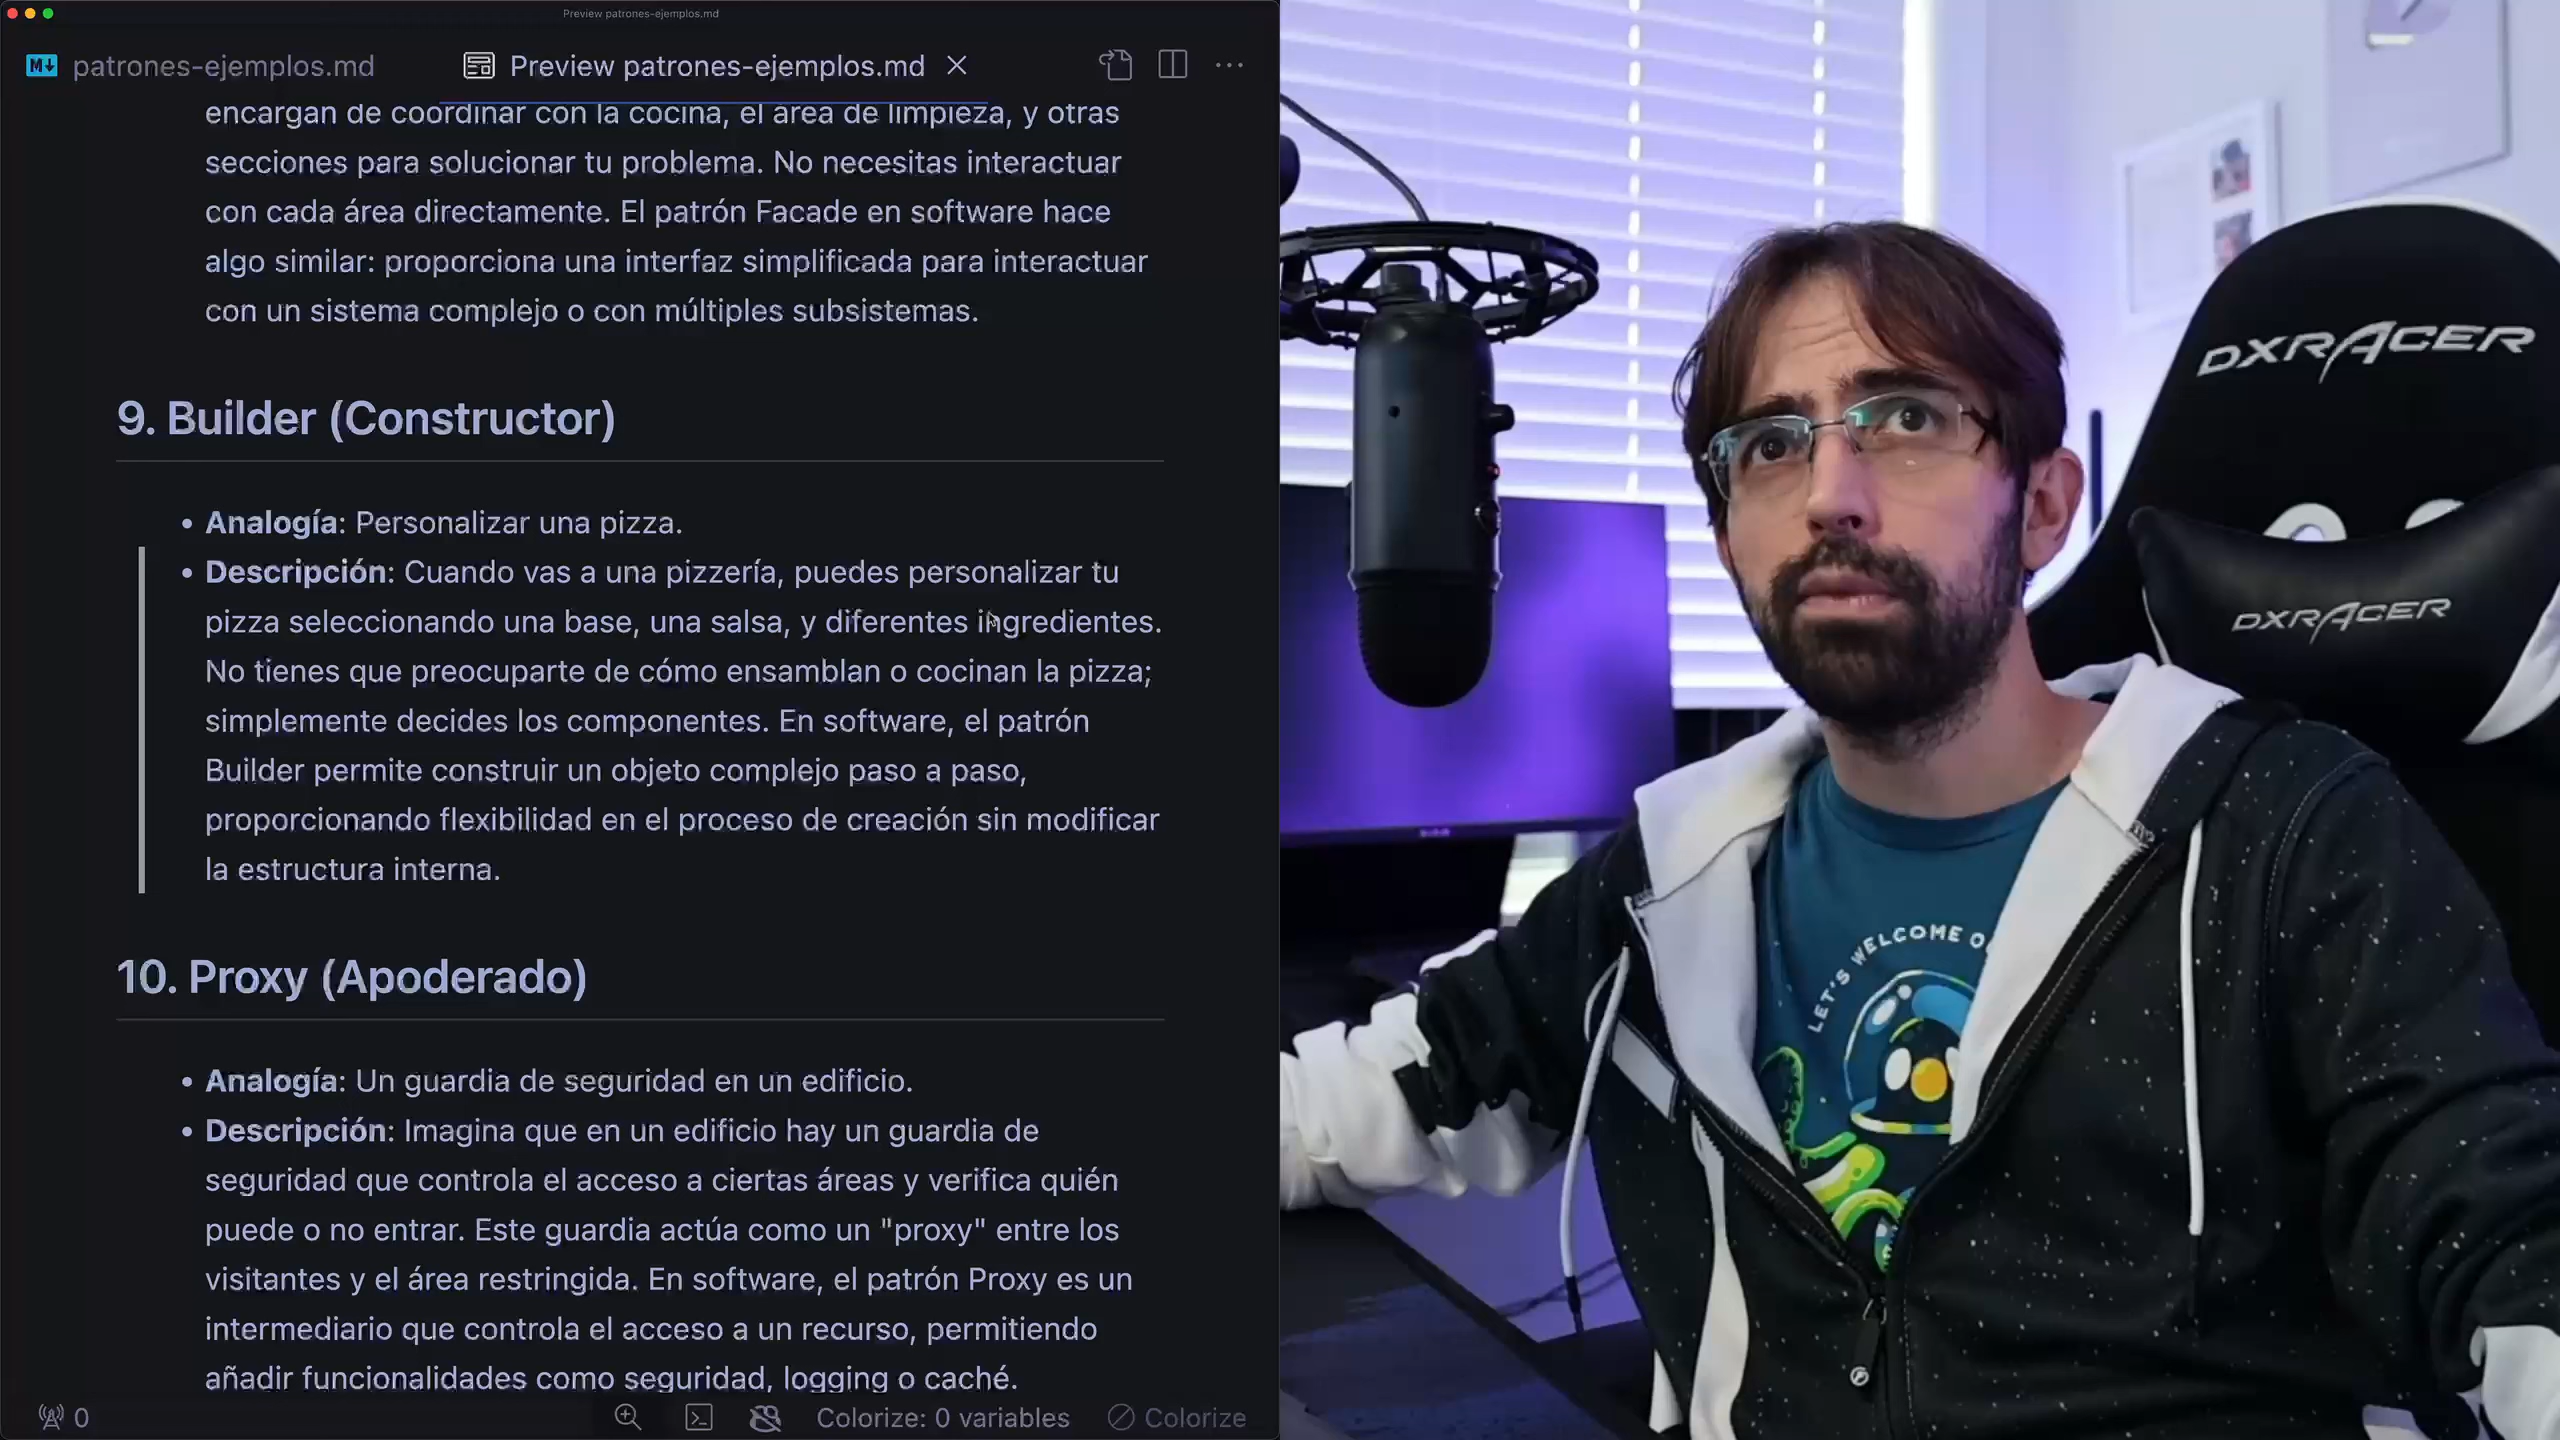 Preview patrones-ejemplos.md
patrones-ejemplos.md
Preview patrones-ejemplos.md
encargan de coordinar con la cocina, el área de limpieza, y otras
secciones para solucionar tu problema. No necesitas interactuar
con cada área directamente. El patrón Facade en software hace
algo similar: proporciona una interfaz simplificada para interactuar
con un sistema complejo o con múltiples subsistemas.
9. Builder (Constructor)
• Analogía: Personalizar una pizza.
• Descripción: Cuando vas a una pizzería, puedes personalizar tu
pizza seleccionando una base, una salsa, y diferentes ingredientes.
No tienes que preocuparte de cómo ensamblan o cocinan la pizza;
simplemente decides los componentes. En software, el patrón
Builder permite construir un objeto complejo paso a paso,
proporcionando flexibilidad en el proceso de creación sin modificar
la estructura interna.
10. Proxy (Apoderado)
• Analogía: Un guardia de seguridad en un edificio.
• Descripción: Imagina que en un edificio hay un guardia de
seguridad que controla el acceso a ciertas áreas y verifica quién
puede o no entrar. Este guardia actúa como un "proxy" entre los
visitantes y el área restringida. En software, el patrón Proxy es un
intermediario que controla el acceso a un recurso, permitiendo
añadir funcionalidades como seguridad, logging o caché.
0
Colorize: 0 variables
Colorize
DXRACER
DXRACER
LET'S WELCOME